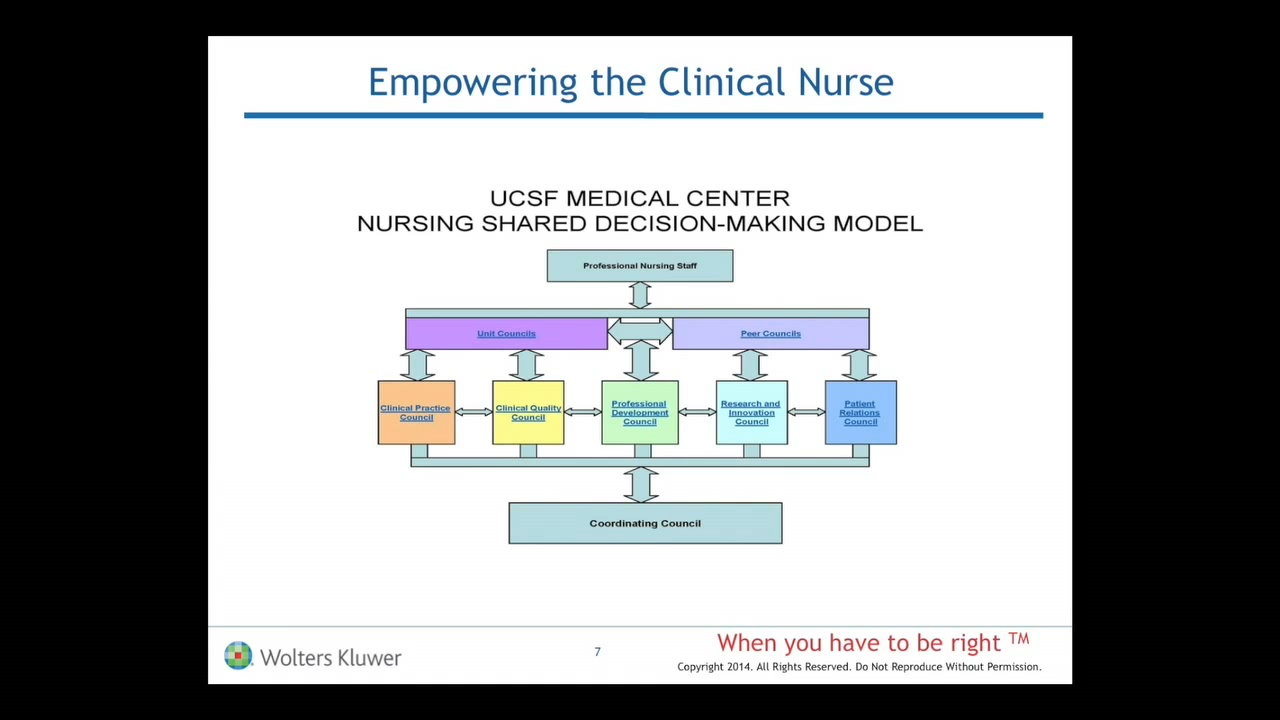 Empowering the Clinical Nurse
UCSF MEDICAL CENTER
NURSING SHARED DECISION-MAKING MODEL
Professional Nursing Staff
Unit Councils
Peer Councils
Clinical Practice
Council
Clinical Quality
Council
Professional
Development
Council
Research and
Innovation
Council
Patient
Relations
Council
Coordinating Council
Wolters Kluwer
7
When you have to be right TM
Copyright 2014. All Rights Reserved. Do Not Reproduce Without Permission.